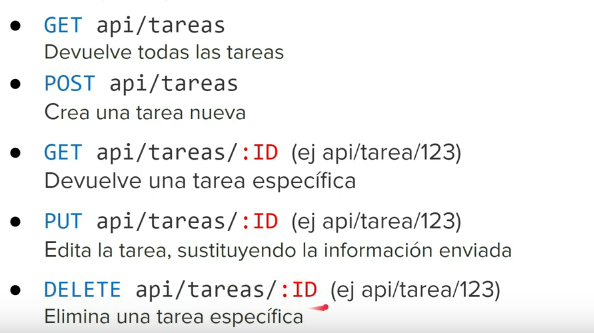 ● GET api/tareas
Devuelve todas las tareas
● POST api/tareas
Crea una tarea nueva
● GET api/tareas/:ID (ej api/tarea/123)
Devuelve una tarea específica
● PUT api/tareas/:ID (ej api/tarea/123)
Edita la tarea, sustituyendo la información enviada
● DELETE api/tareas/:ID (ej api/tarea/123)
Elimina una tarea específica